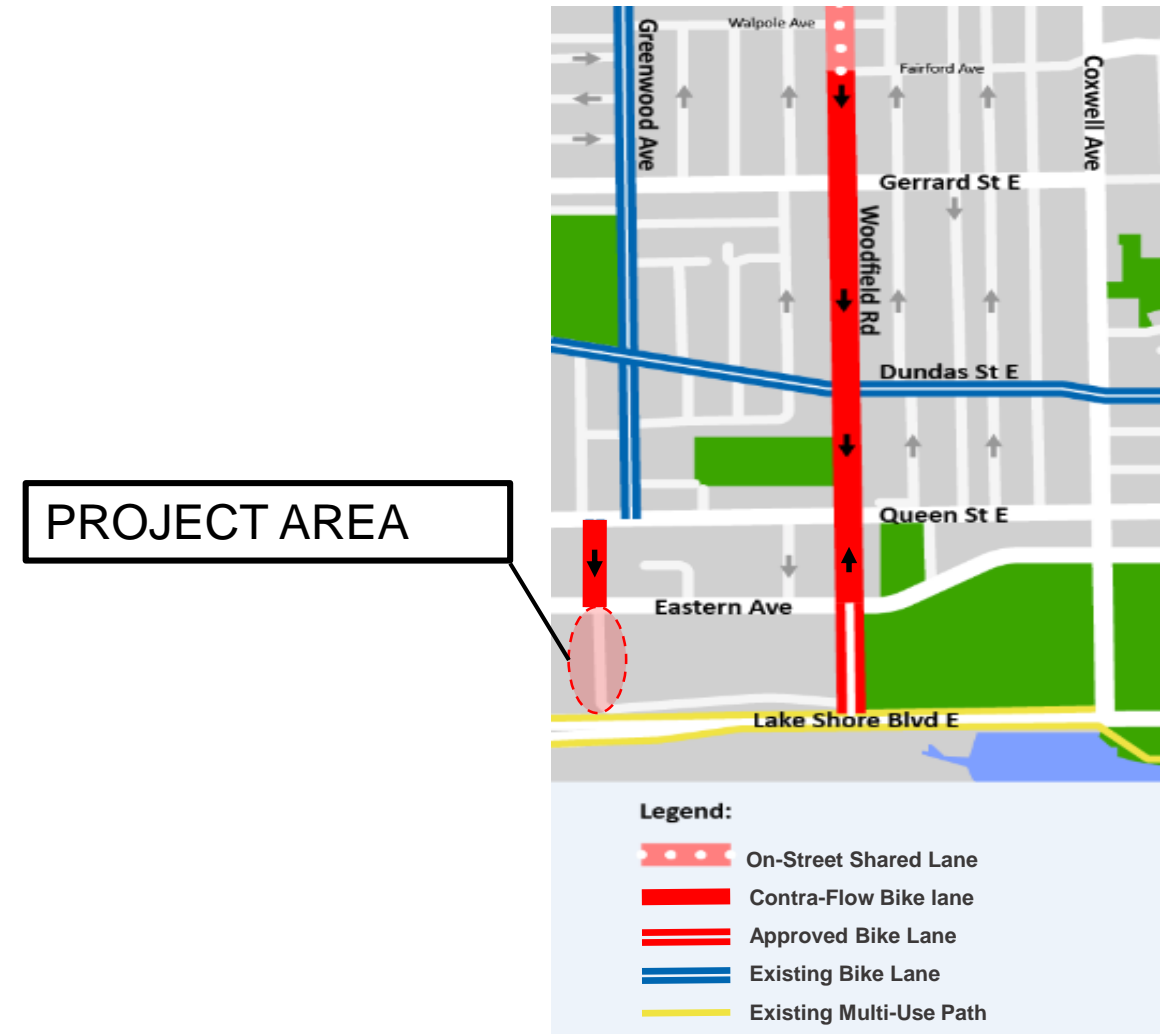 Walpole Ave
Greenwood Ave
Fairford Ave
Coxwell Ave
Gerrard St E
Woodfield Rd
Dundas St E
PROJECT AREA
Queen St E
Eastern Ave
Lake Shore Blvd E
Legend:
On-Street Shared Lane
Contra-Flow Bike lane
Approved Bike Lane
Existing Bike Lane
Existing Multi-Use Path